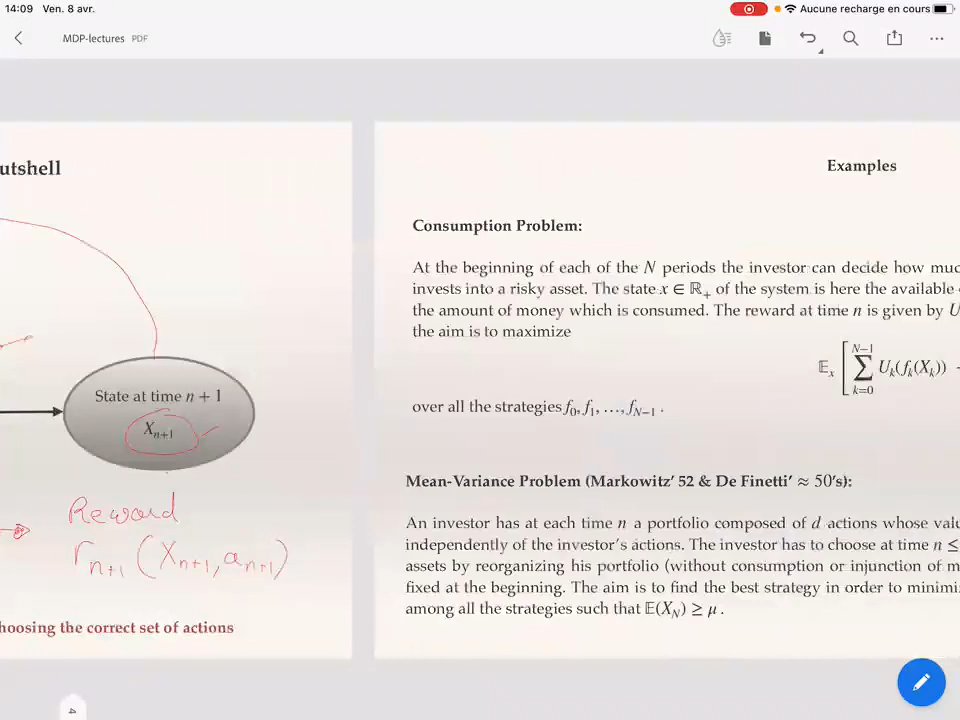 14:09 Ven. 8 avr.
Aucune recharge en cours
MDP-lectures PDF
utshell
State at time n + 1
X_{n+1}
Reward
r_{n+1} (X_{n+1}, a_{n+1})
hoosing the correct set of actions
4
Examples
Consumption Problem:
At the beginning of each of the N periods the investor can decide how muc
invests into a risky asset. The state x ∈ ℝ₊ of the system is here the available
the amount of money which is consumed. The reward at time n is given by U
the aim is to maximize
𝔼_x [ ∑_{k=0}^{N−1} U_k(f_k(X_k))
over all the strategies f_0, f_1, …, f_{N−1} .
Mean-Variance Problem (Markowitz' 52 & De Finetti' ≈ 50's):
An investor has at each time n a portfolio composed of d actions whose valu
independently of the investor's actions. The investor has to choose at time n ≤
assets by reorganizing his portfolio (without consumption or injunction of m
fixed at the beginning. The aim is to find the best strategy in order to minimi
among all the strategies such that 𝔼(X_N) ≥ μ .